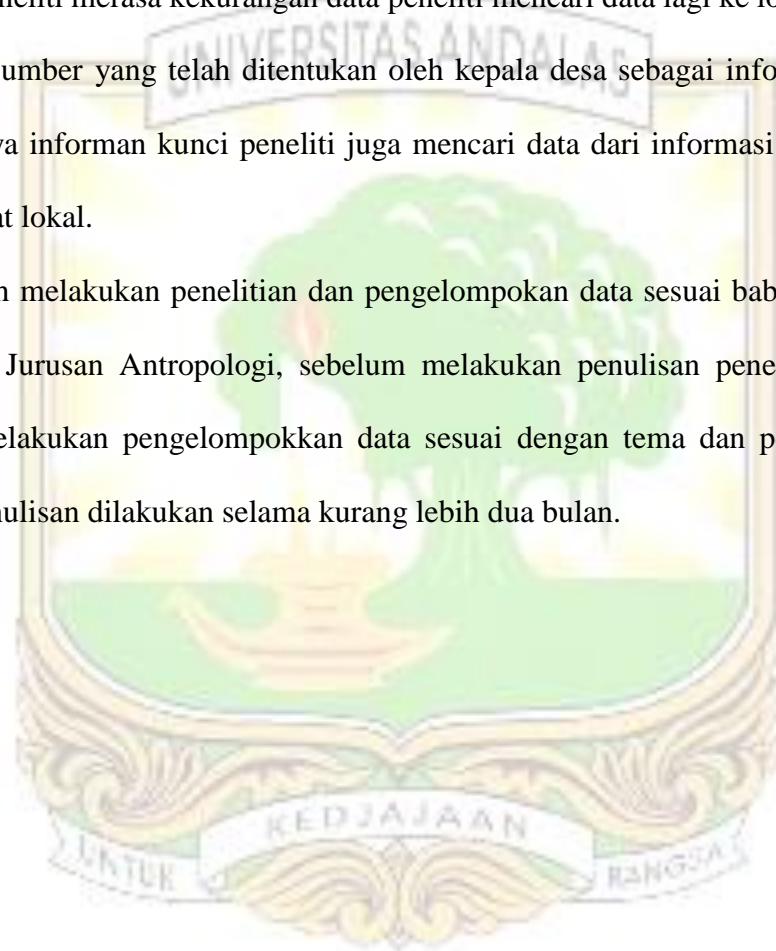 neliti merasa kekurangan data peneliti mencari data lagi ke lo
UNIVERSITAS ANDALAS
umber yang telah ditentukan oleh kepala desa sebagai info
a informan kunci peneliti juga mencari data dari informasi
at lokal.
n melakukan penelitian dan pengelompokan data sesuai bab
Jurusan Antropologi, sebelum melakukan penulisan pene
elakukan pengelompokkan data sesuai dengan tema dan p
nulisan dilakukan selama kurang lebih dua bulan.
UNTUK KEDJAJAAN BANGSA